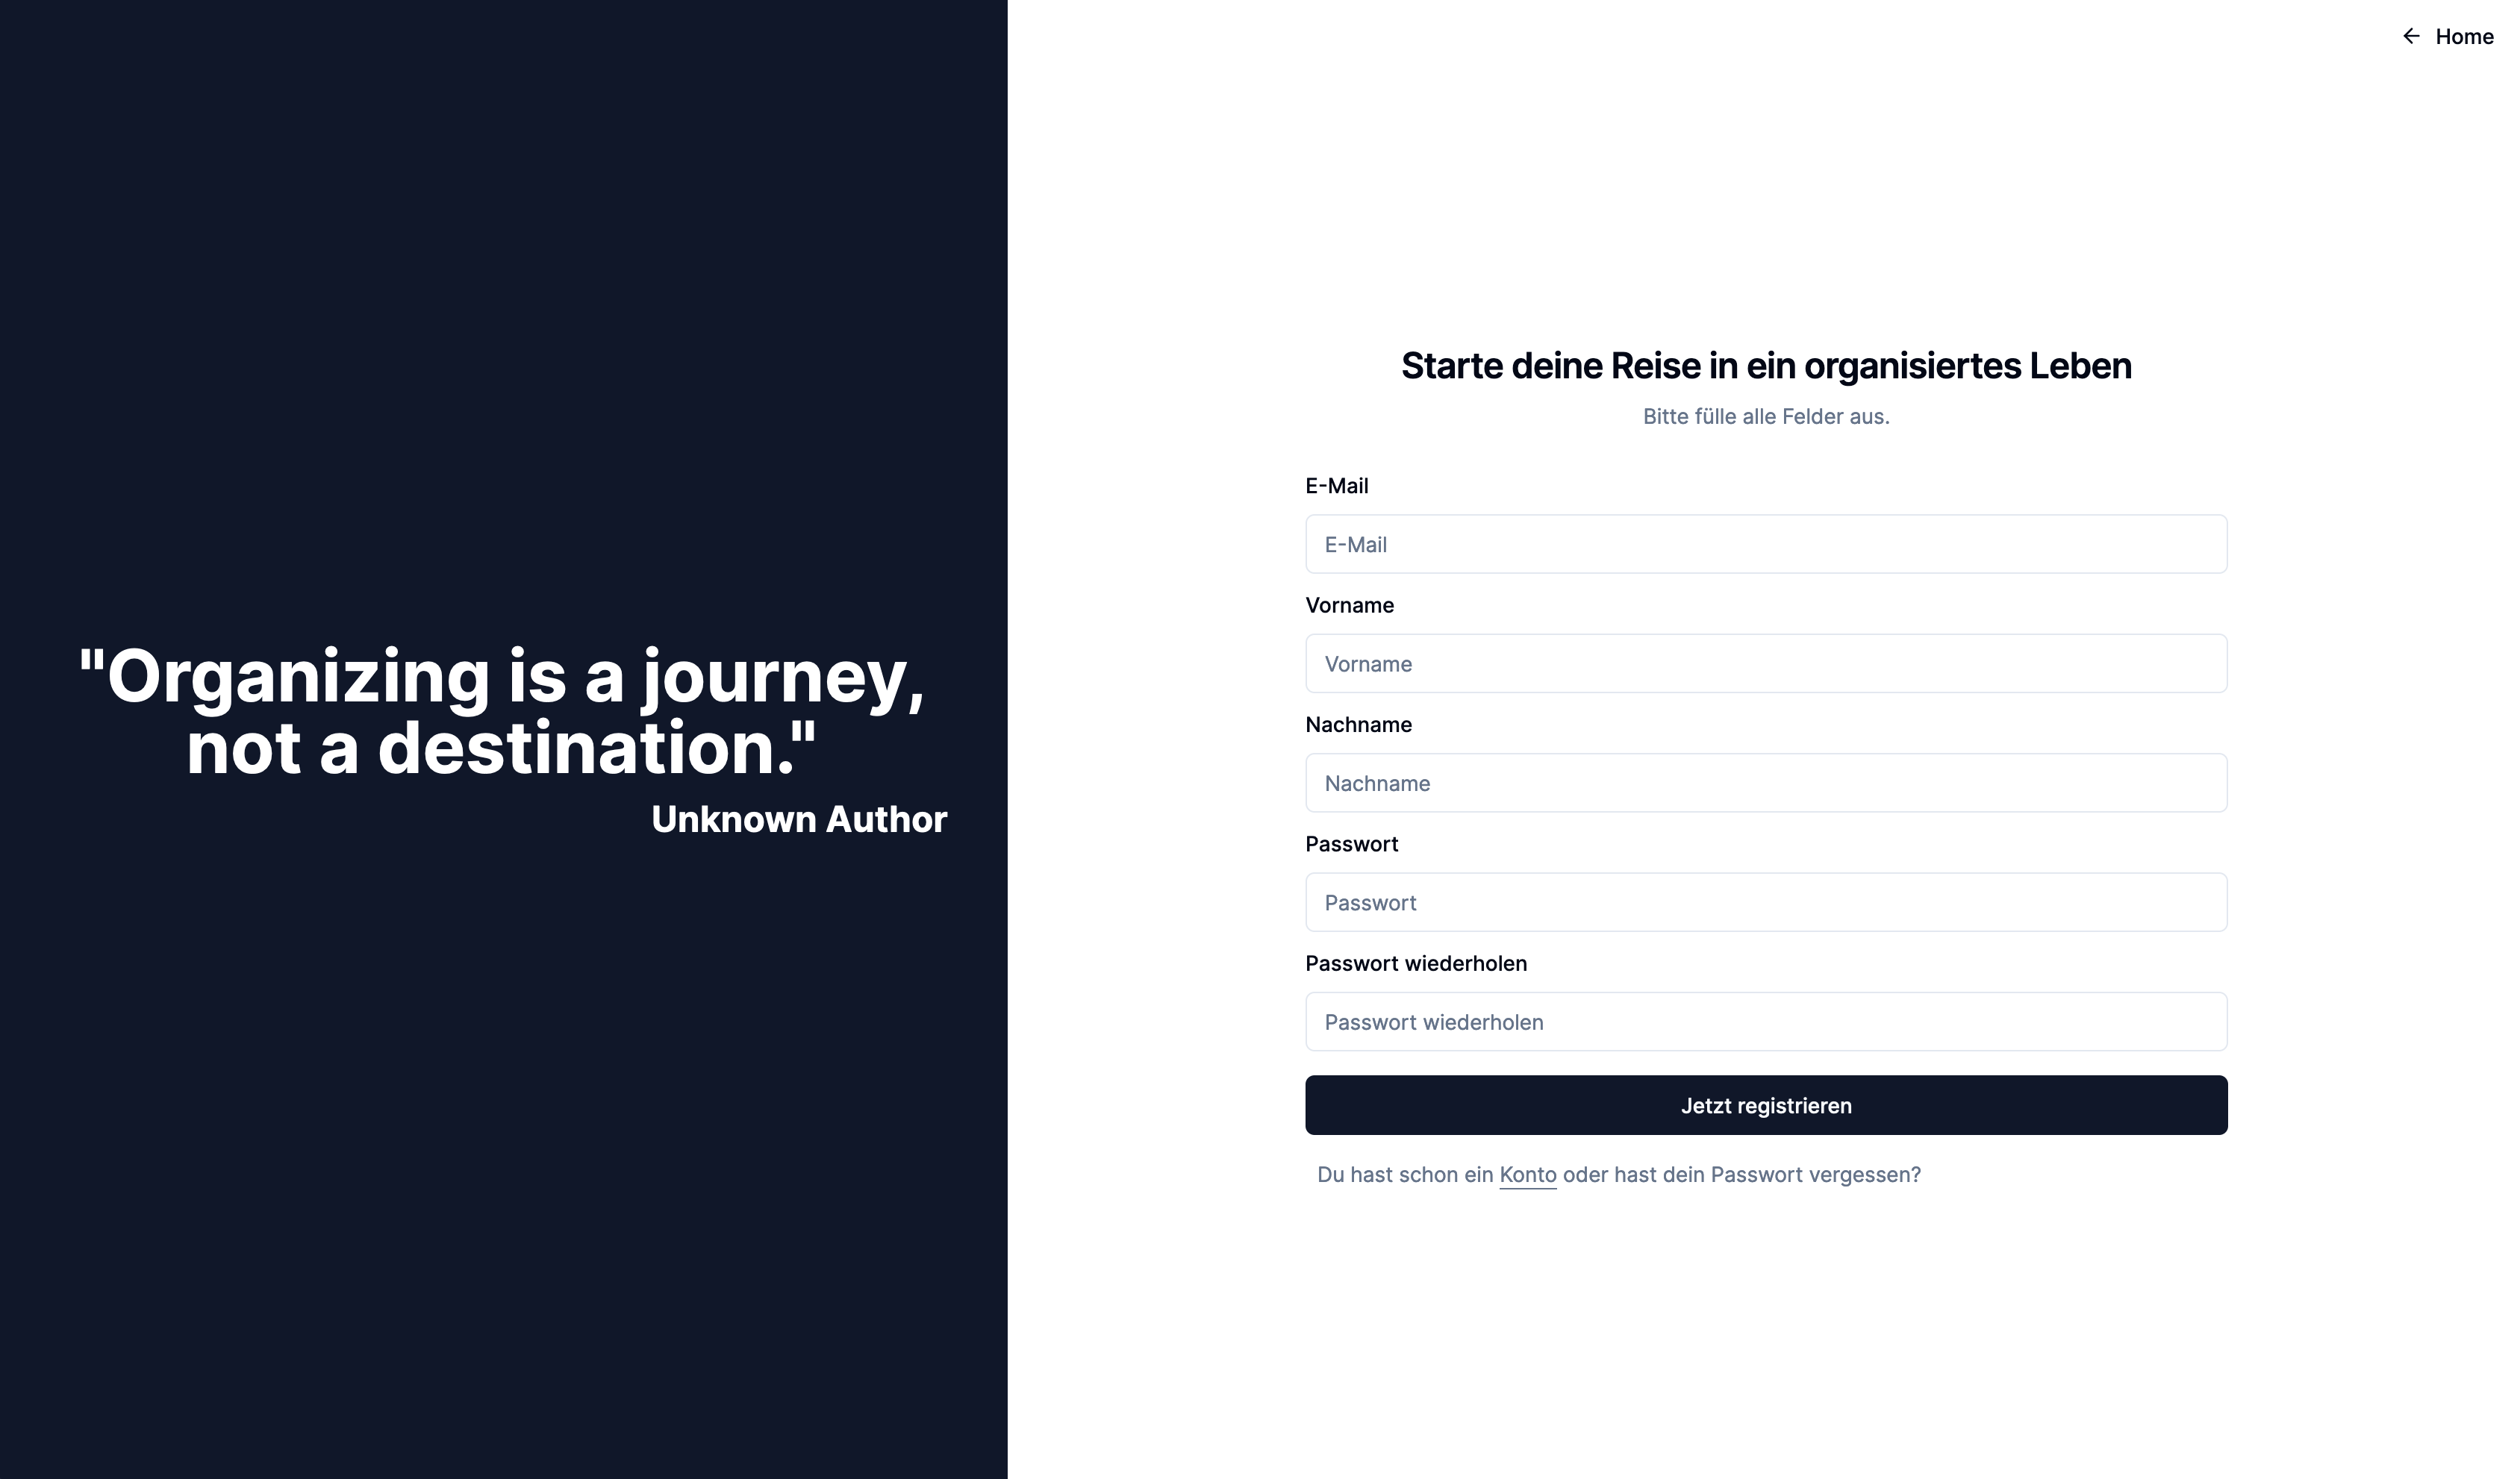 "Organizing is a journey,
not a destination."
Unknown Author
← Home
Starte deine Reise in ein organisiertes Leben
Bitte fülle alle Felder aus.
E-Mail
E-Mail
Vorname
Vorname
Nachname
Nachname
Passwort
Passwort
Passwort wiederholen
Passwort wiederholen
Jetzt registrieren
Du hast schon ein Konto oder hast dein Passwort vergessen?